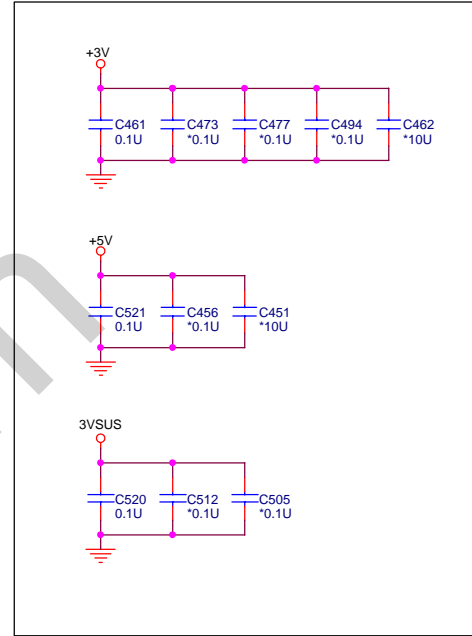 +3V
C461 C473 C477 C494 C462
0.1U *0.1U *0.1U *0.1U *10U
+5V
C521 C456 C451
0.1U *0.1U *10U
3VSUS
C520 C512 C505
0.1U *0.1U *0.1U